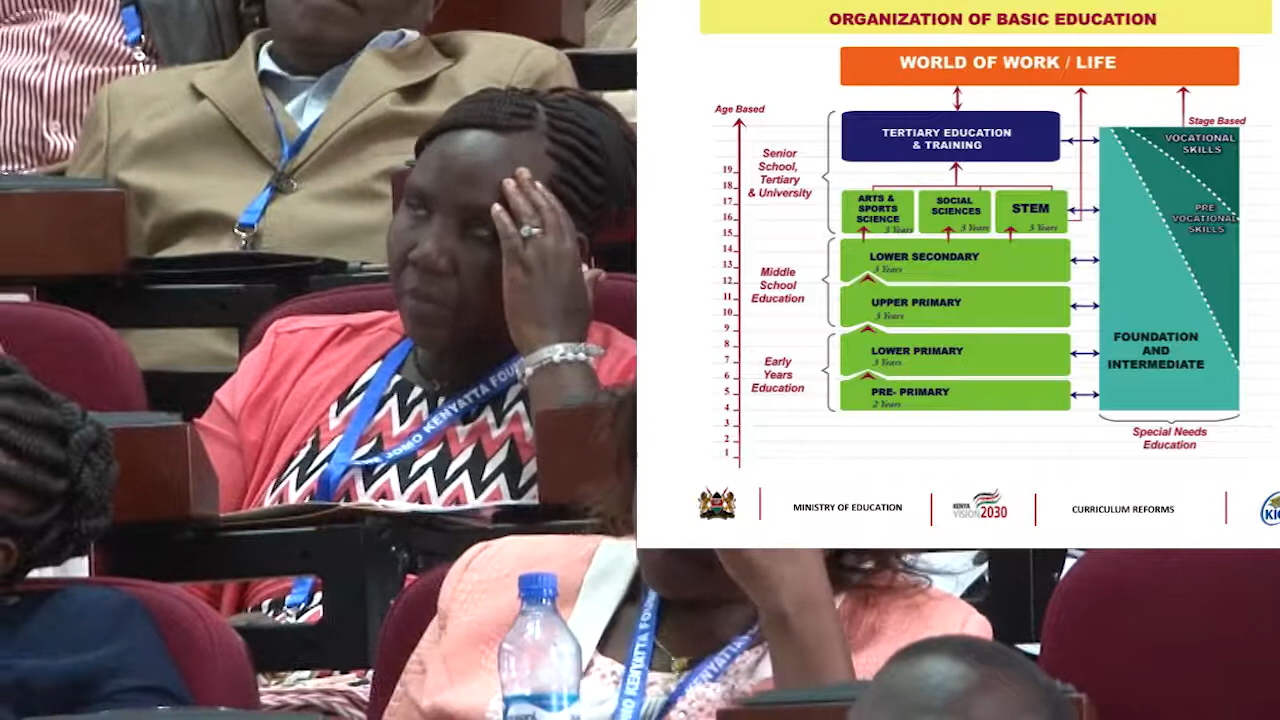 ORGANIZATION OF BASIC EDUCATION
WORLD OF WORK / LIFE
Age Based
Stage Based
TERTIARY EDUCATION
& TRAINING
VOCATIONAL
SKILLS
Senior
School,
Tertiary
& University
19
18
17
16
15
14
13
12
11
10
9
8
7
6
5
4
3
2
1
ARTS &
SPORTS
SCIENCE
3 Years
SOCIAL
SCIENCES
3 Years
STEM
3 Years
PRE
VOCATIONAL
SKILLS
LOWER SECONDARY
3 Years
Middle
School
Education
UPPER PRIMARY
3 Years
FOUNDATION
AND
INTERMEDIATE
LOWER PRIMARY
3 Years
Early
Years
Education
PRE- PRIMARY
2 Years
Special Needs
Education
MINISTRY OF EDUCATION
KENYA
VISION 2030
CURRICULUM REFORMS
JOMO KENYATTA FOU
KENYATTA FO